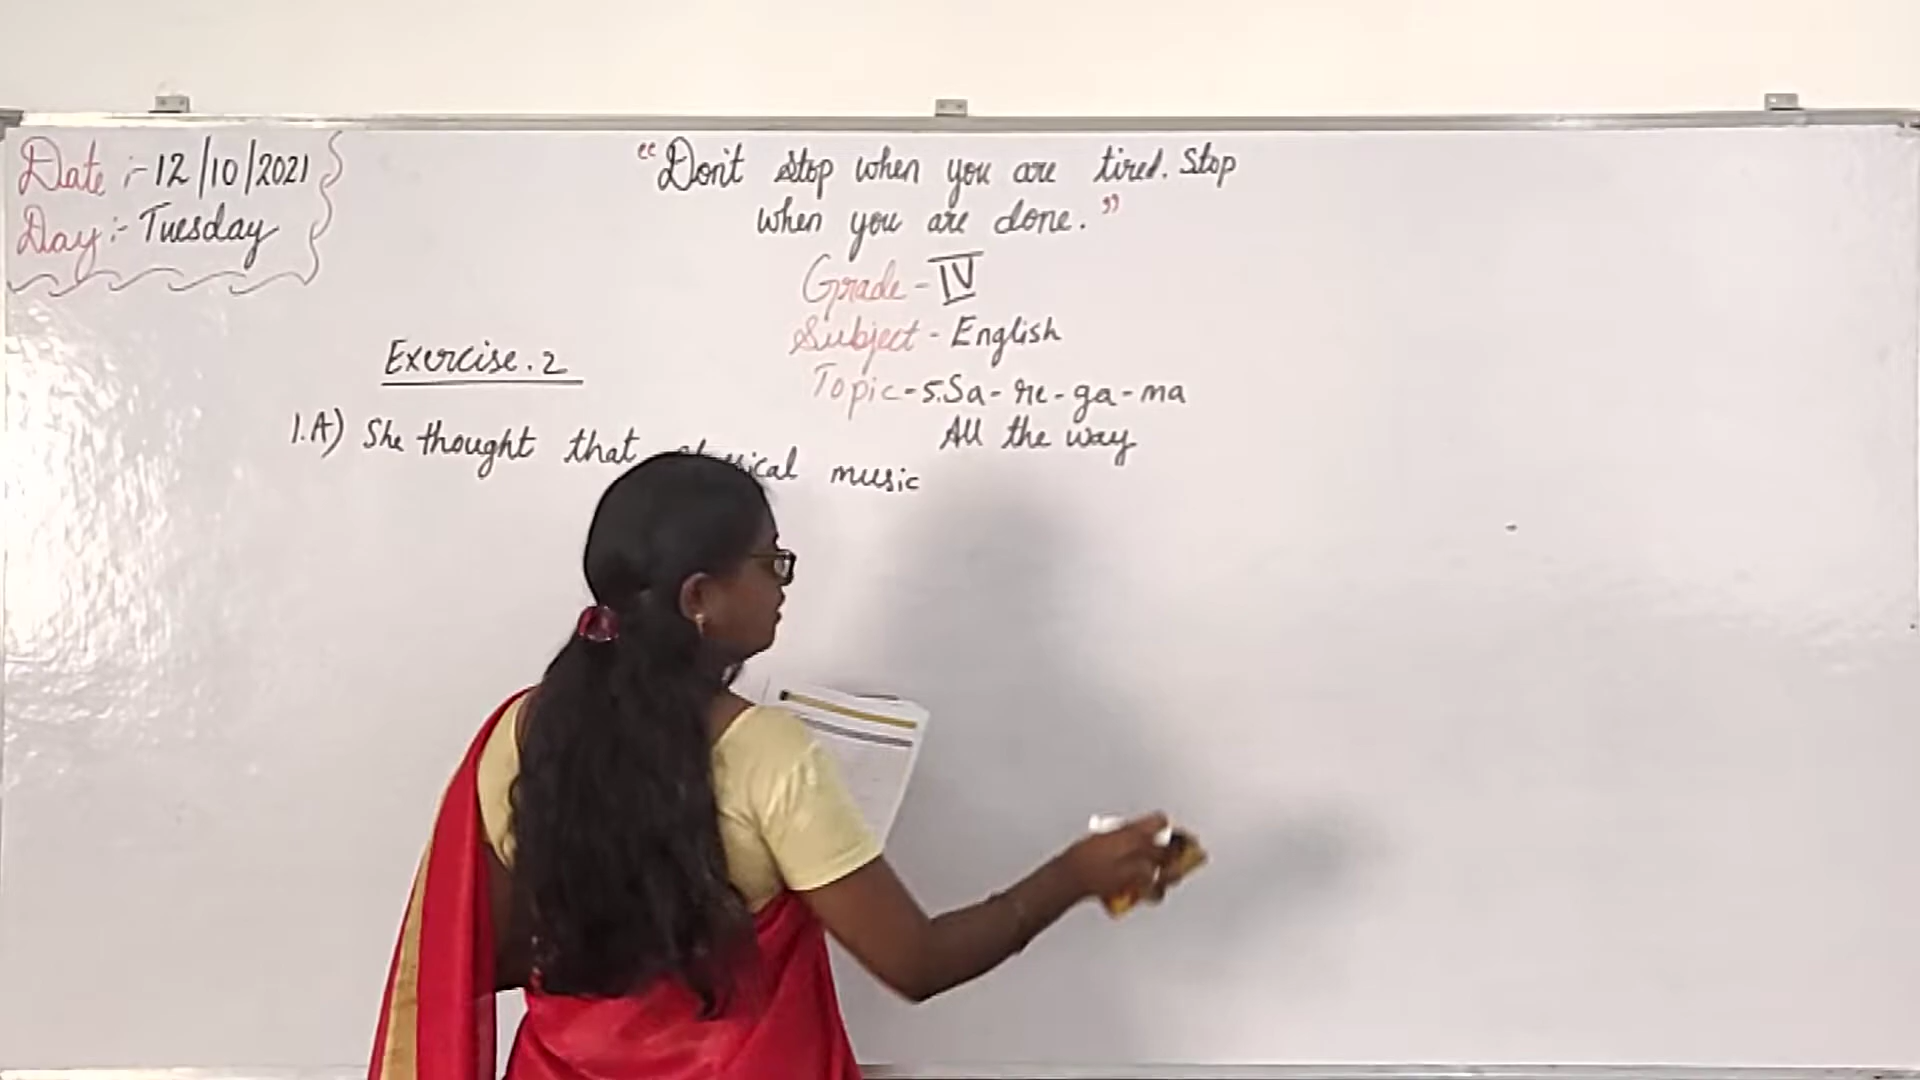 Date :- 12/10/2021
Day :- Tuesday
“Don't stop when you are tired. Stop
when you are done.”
Grade - IV
Subject - English
Topic - 5.Sa - re - ga - ma
All the way
Exercise. 2
1.A) She thought that music